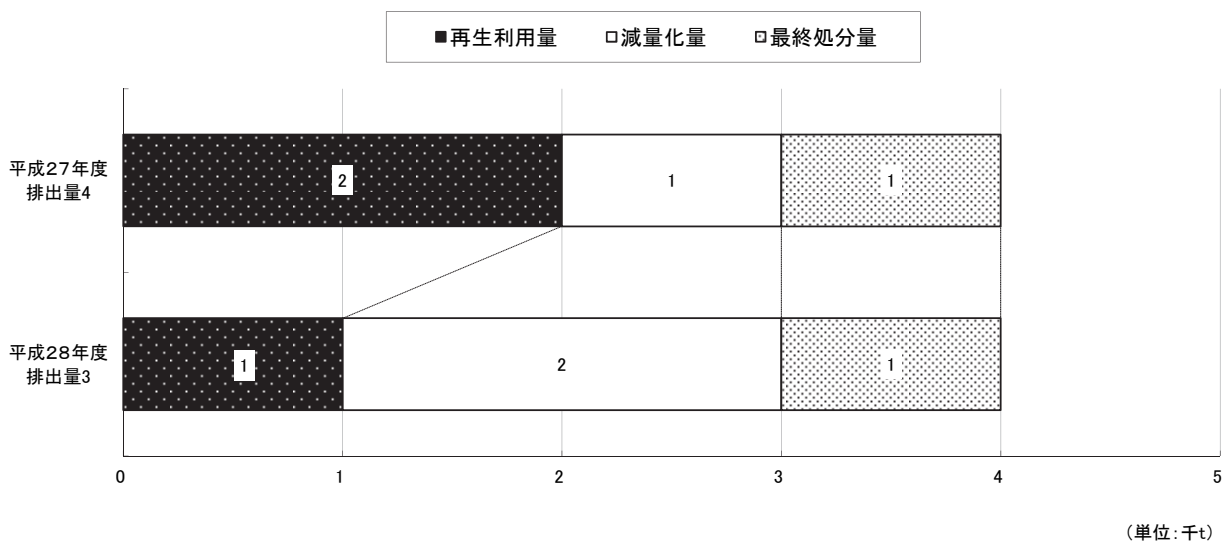 ■再生利用量 □減量化量 □最終処分量
平成27年度
排出量4
2
1
1
平成28年度
排出量3
1
2
1
0 1 2 3 4 5
(単位:千t)